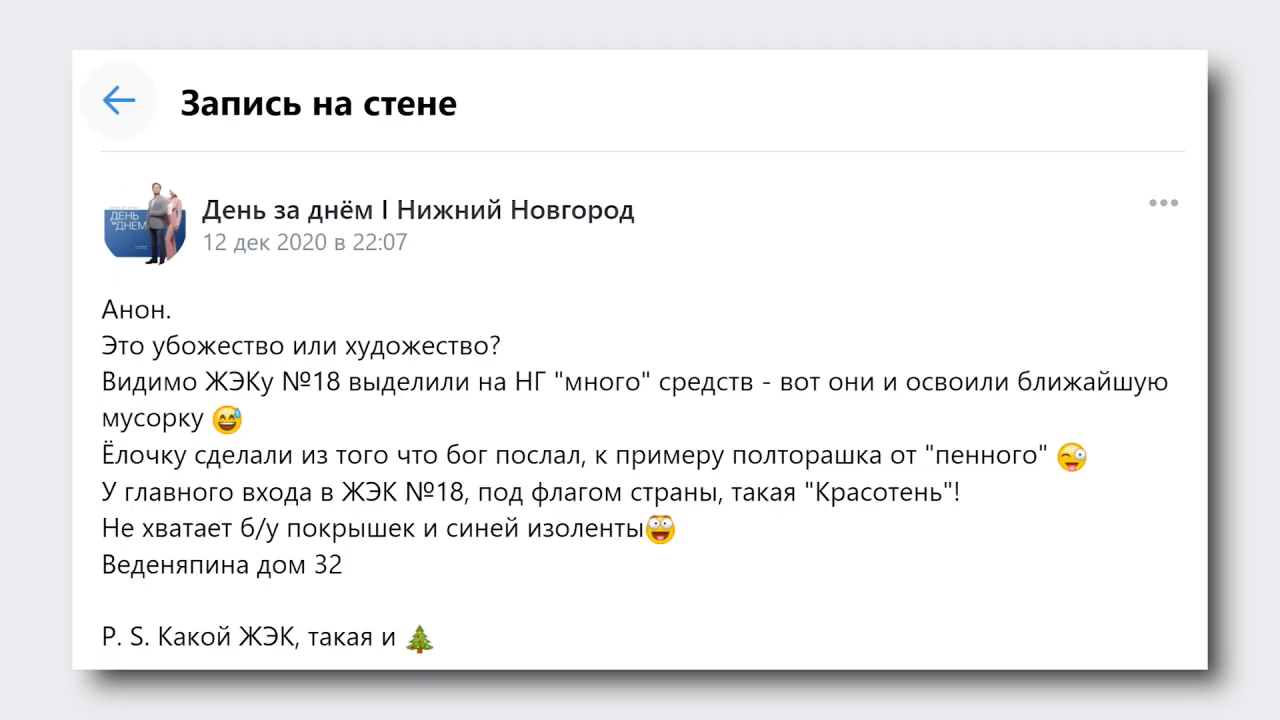 Запись на стене
ДЕНЬ
ЗА ДНЕМ
День за днём I Нижний Новгород
12 дек 2020 в 22:07
Анон.
Это убожество или художество?
Видимо ЖЭКу №18 выделили на НГ "много" средств - вот они и освоили ближайшую
мусорку 😅
Ёлочку сделали из того что бог послал, к примеру полторашка от "пенного" 😜
У главного входа в ЖЭК №18, под флагом страны, такая "Красотень"!
Не хватает б/у покрышек и синей изоленты😀
Веденяпина дом 32
P. S. Какой ЖЭК, такая и 🎄